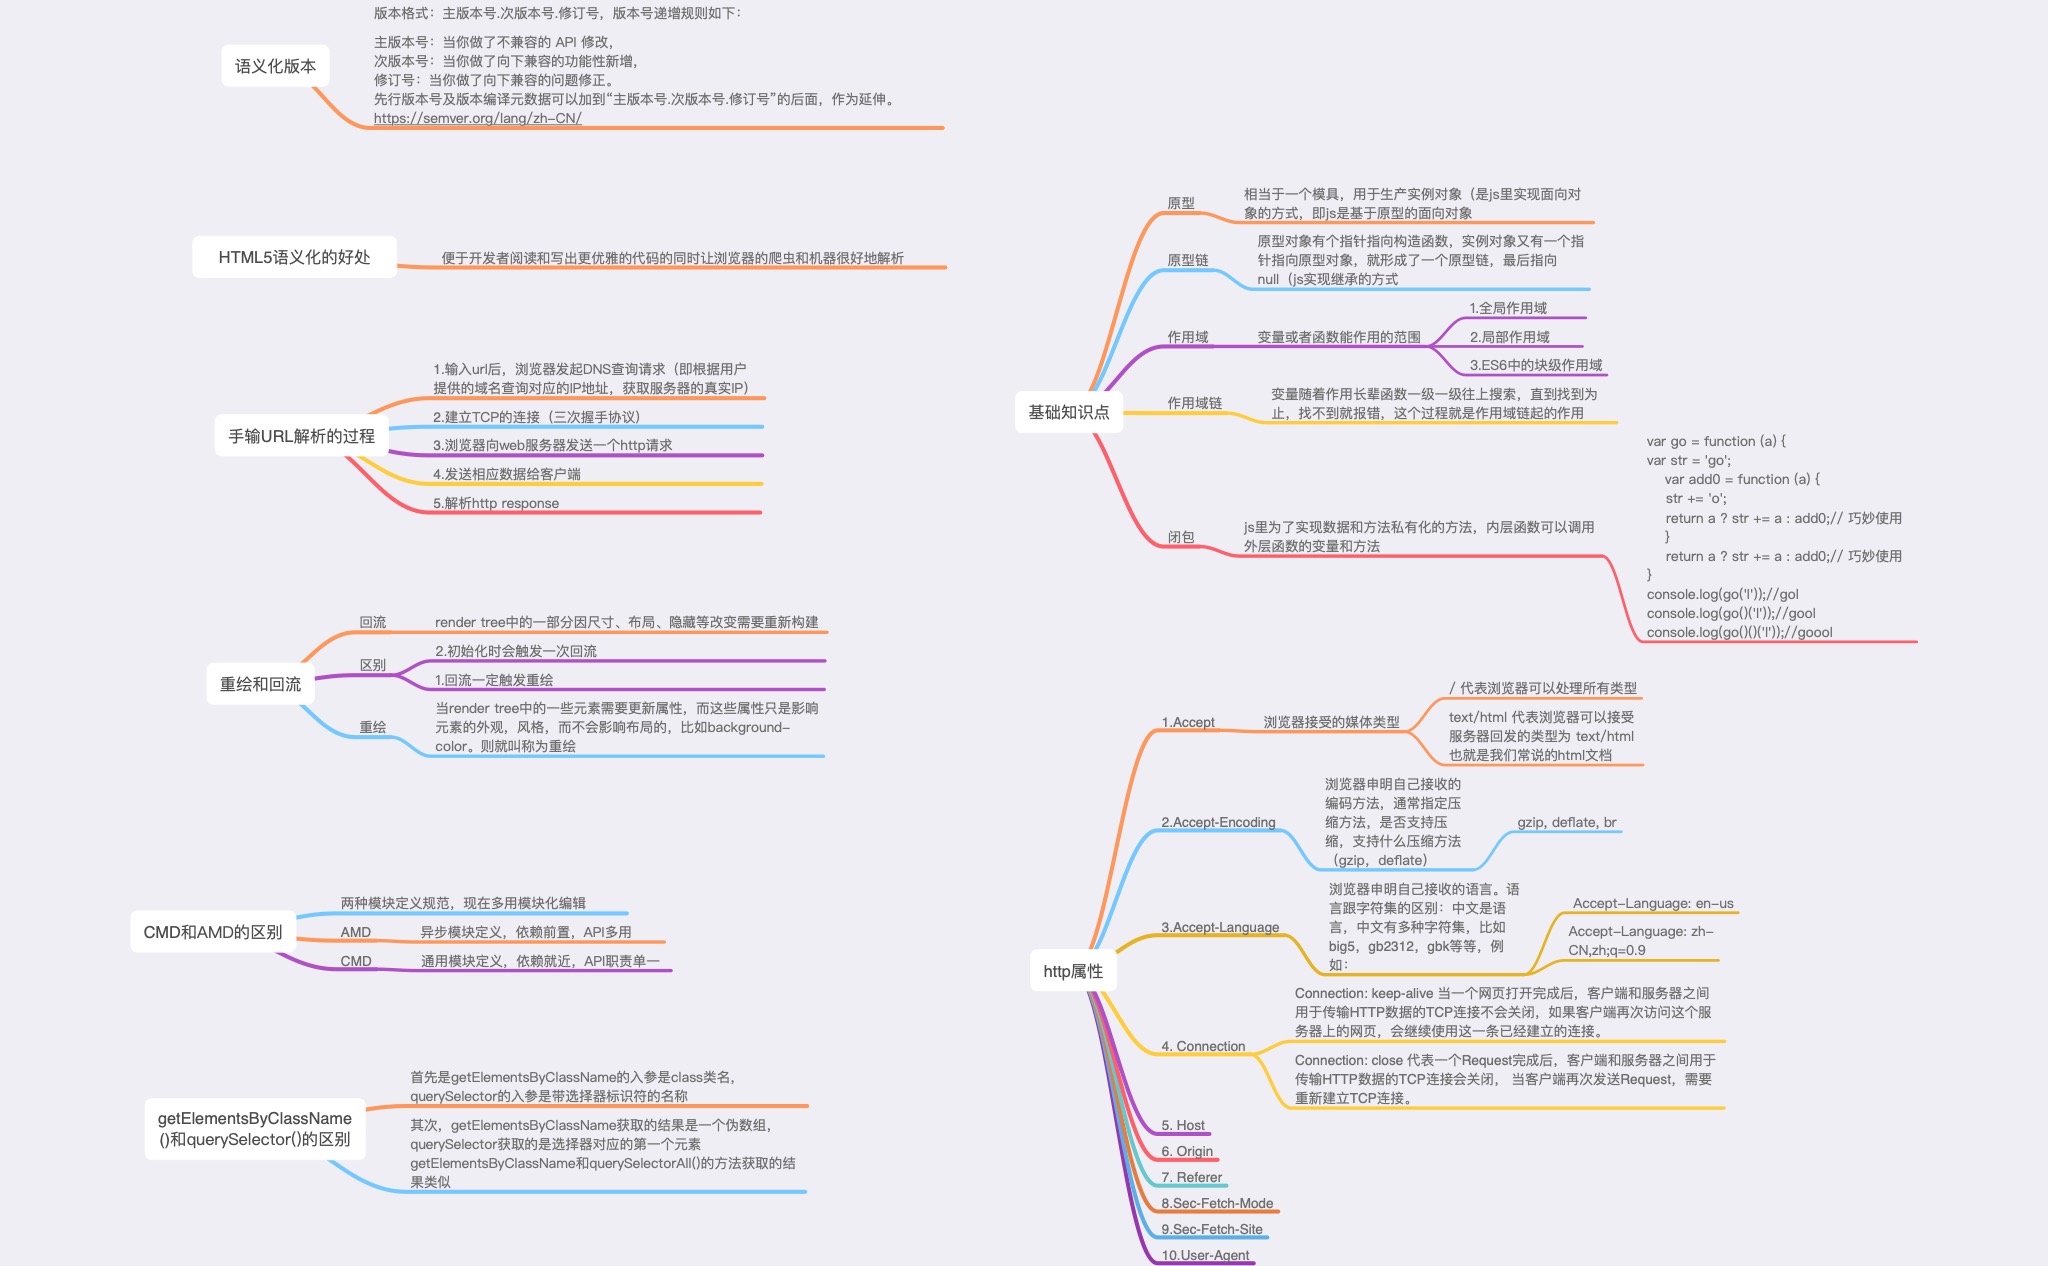 版本格式：主版本号.次版本号.修订号，版本号递增规则如下：
主版本号：当你做了不兼容的 API 修改，
次版本号：当你做了向下兼容的功能性新增，
修订号：当你做了向下兼容的问题修正。
先行版本号及版本编译元数据可以加到“主版本号.次版本号.修订号”的后面，作为延伸。
https://semver.org/lang/zh-CN/
语义化版本
HTML5语义化的好处
便于开发者阅读和写出更优雅的代码的同时让浏览器的爬虫和机器很好地解析
手输URL解析的过程
1.输入url后，浏览器发起DNS查询请求（即根据用户
提供的域名查询对应的IP地址，获取服务器的真实IP）
2.建立TCP的连接（三次握手协议）
3.浏览器向web服务器发送一个http请求
4.发送相应数据给客户端
5.解析http response
重绘和回流
回流
render tree中的一部分因尺寸、布局、隐藏等改变需要重新构建
区别
2.初始化时会触发一次回流
1.回流一定触发重绘
重绘
当render tree中的一些元素需要更新属性，而这些属性只是影响
元素的外观，风格，而不会影响布局的，比如background-
color。则就叫称为重绘
CMD和AMD的区别
两种模块定义规范，现在多用模块化编辑
AMD
异步模块定义，依赖前置，API多用
CMD
通用模块定义，依赖就近，API职责单一
getElementsByClassName
()和querySelector()的区别
首先是getElementsByClassName的入参是class类名，
querySelector的入参是带选择器标识符的名称
其次，getElementsByClassName获取的结果是一个伪数组，
querySelector获取的是选择器对应的第一个元素
getElementsByClassName和querySelectorAll()的方法获取的结
果类似
基础知识点
原型
相当于一个模具，用于生产实例对象（是js里实现面向对
象的方式，即js是基于原型的面向对象
原型链
原型对象有个指针指向构造函数，实例对象又有一个指
针指向原型对象，就形成了一个原型链，最后指向
null（js实现继承的方式
作用域
变量或者函数能作用的范围
1.全局作用域
2.局部作用域
3.ES6中的块级作用域
作用域链
变量随着作用长辈函数一级一级往上搜索，直到找到为
止，找不到就报错，这个过程就是作用域链起的作用
闭包
js里为了实现数据和方法私有化的方法，内层函数可以调用
外层函数的变量和方法
var go = function (a) {
var str = 'go';
var add0 = function (a) {
str += 'o';
return a ? str += a : add0;// 巧妙使用
}
return a ? str += a : add0;// 巧妙使用
}
console.log(go('l'));//gol
console.log(go()('l'));//gool
console.log(go()()('l'));//goool
http属性
1.Accept
浏览器接受的媒体类型
/ 代表浏览器可以处理所有类型
text/html 代表浏览器可以接受
服务器回发的类型为 text/html
也就是我们常说的html文档
2.Accept-Encoding
浏览器申明自己接收的
编码方法，通常指定压
缩方法，是否支持压
缩，支持什么压缩方法
（gzip，deflate）
gzip, deflate, br
3.Accept-Language
浏览器申明自己接收的语言。语
言跟字符集的区别：中文是语
言，中文有多种字符集，比如
big5，gb2312，gbk等等，例
如：
Accept-Language: en-us
Accept-Language: zh-
CN,zh;q=0.9
4. Connection
Connection: keep-alive 当一个网页打开完成后，客户端和服务器之间
用于传输HTTP数据的TCP连接不会关闭，如果客户端再次访问这个服
务器上的网页，会继续使用这一条已经建立的连接。
Connection: close 代表一个Request完成后，客户端和服务器之间用于
传输HTTP数据的TCP连接会关闭， 当客户端再次发送Request，需要
重新建立TCP连接。
5. Host
6. Origin
7. Referer
8.Sec-Fetch-Mode
9.Sec-Fetch-Site
10.User-Agent